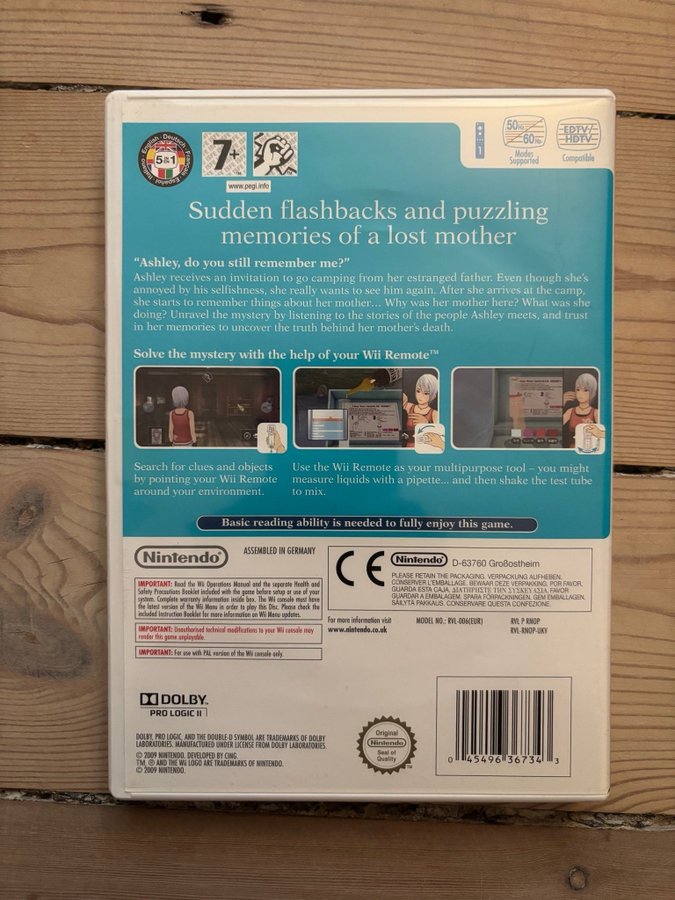 English · Deutsch · Français · Español · Italiano
5 in 1
7+
www.pegi.info
1
50Hz
60Hz
Modes
Supported
EDTV/
HDTV
Compatible
Sudden flashbacks and puzzling
memories of a lost mother
“Ashley, do you still remember me?”
Ashley receives an invitation to go camping from her estranged father. Even though she’s
annoyed by his selfishness, she really wants to see him again. After she arrives at the camp,
she starts to remember things about her mother... Why was her mother here? What was she
doing? Unravel the mystery by listening to the stories of the people Ashley meets, and trust
in her memories to uncover the truth behind her mother’s death.
Solve the mystery with the help of your Wii Remote™
Search for clues and objects
by pointing your Wii Remote
around your environment.
Use the Wii Remote as your multipurpose tool – you might
measure liquids with a pipette... and then shake the test tube
to mix.
Basic reading ability is needed to fully enjoy this game.
Nintendo®
ASSEMBLED IN GERMANY
IMPORTANT: Read the Wii Operations Manual and the separate Health and
Safety Precautions Booklet included with the game before setup or use of your
system. Complete warranty information inside box. The Wii console must have
the latest version of the Wii Menu in order to play this Disc. Please check the
included Instruction Booklet for more information on Wii Menu updates.
IMPORTANT: Unauthorised technical modifications to your Wii console may
render this game unplayable.
IMPORTANT: For use with PAL version of the Wii console only.
CE
Nintendo® D-63760 Großostheim
PLEASE RETAIN THE PACKAGING. VERPACKUNG AUFHEBEN.
CONSERVER L’EMBALLAGE. BEWAAR DEZE VERPAKKING. POR FAVOR,
GUARDA ESTA CAJA. ΔΙΑΤΗΡΗΣΤΕ ΤΗΝ ΣΥΣΚΕΥΑΣΙΑ. FAVOR
GUARDAR A EMBALAGEM. SPARA FÖRPACKNINGEN. GEM EMBALLAGEN.
SÄILYTÄ PAKKAUS. CONSERVARE QUESTA CONFEZIONE.
For more information visit
www.nintendo.co.uk
MODEL NO.: RVL-006(EUR)
RVL P RNOP
RVL-RNOP-UKV
DOLBY®
PRO LOGIC II
DOLBY, PRO LOGIC, AND THE DOUBLE-D SYMBOL ARE TRADEMARKS OF DOLBY
LABORATORIES. MANUFACTURED UNDER LICENSE FROM DOLBY LABORATORIES.
© 2009 NINTENDO. DEVELOPED BY CING.
TM, ® AND THE Wii LOGO ARE TRADEMARKS OF NINTENDO.
© 2009 NINTENDO.
Original
Nintendo
Seal of
Quality
TM
0 45496 36734 3